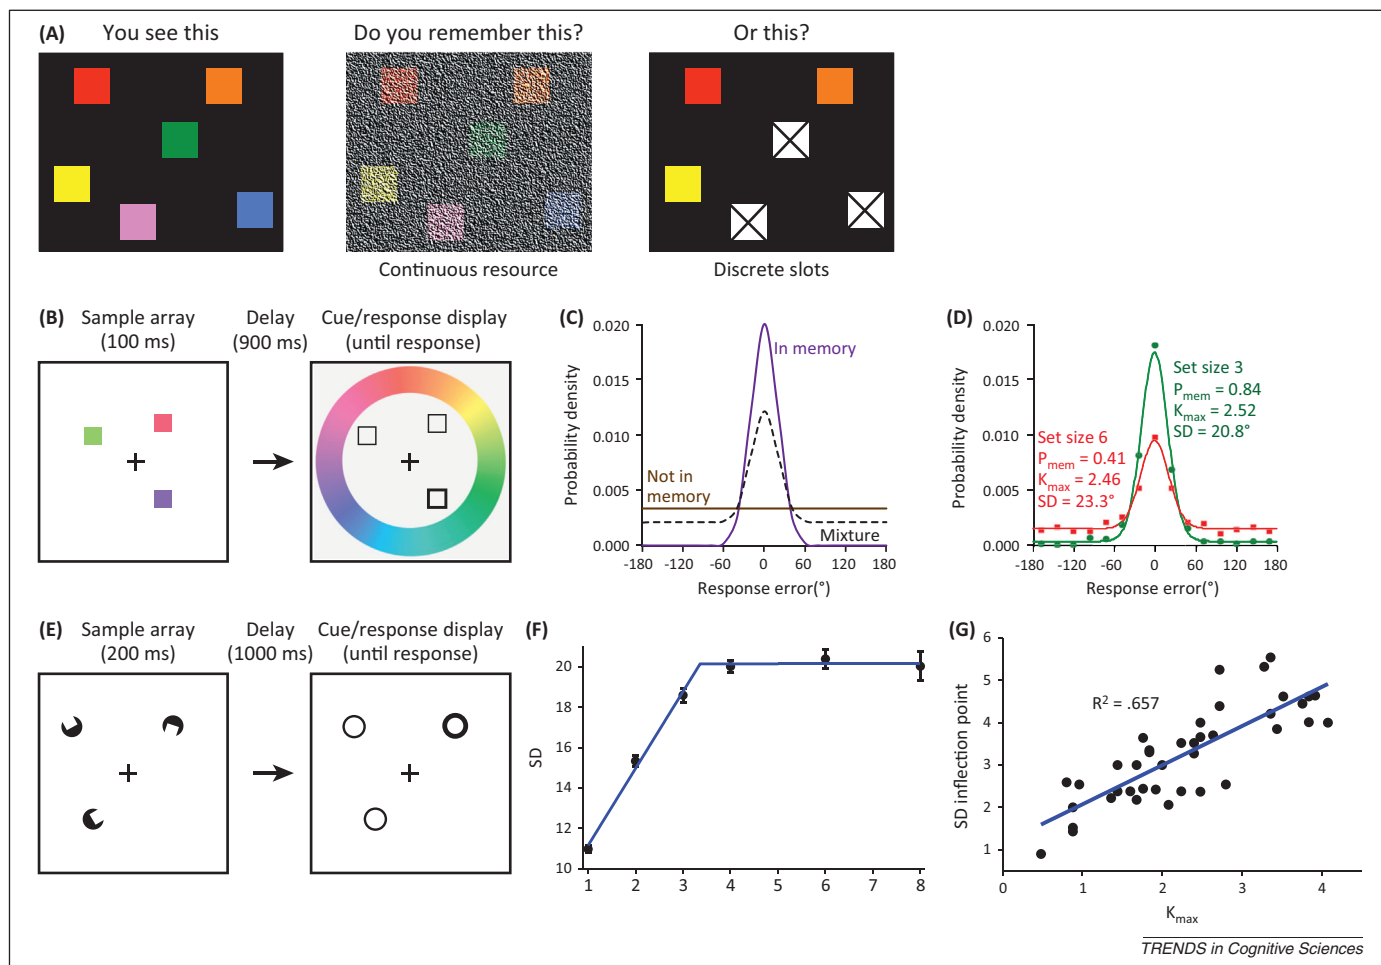 (A)
You see this
Do you remember this?
Or this?
Continuous resource
Discrete slots
(B)
Sample array
(100 ms)
Delay
(900 ms)
Cue/response display
(until response)
(C)
Probability density
0.020
0.015
0.010
0.005
0.000
In memory
Not in
memory
Mixture
-180 -120 -60 0 60 120 180
Response error(°)
(D)
Probability density
0.020
0.015
0.010
0.005
0.000
Set size 3
Pmem = 0.84
Kmax = 2.52
SD = 20.8°
Set size 6
Pmem = 0.41
Kmax = 2.46
SD = 23.3°
-180 -120 -60 0 60 120 180
Response error(°)
(E)
Sample array
(200 ms)
Delay
(1000 ms)
Cue/response display
(until response)
(F)
SD
20
18
16
14
12
10
1 2 3 4 5 6 7 8
(G)
SD inflection point
6
5
4
3
2
1
R² = .657
0 1 2 3 4
Kmax
TRENDS in Cognitive Sciences